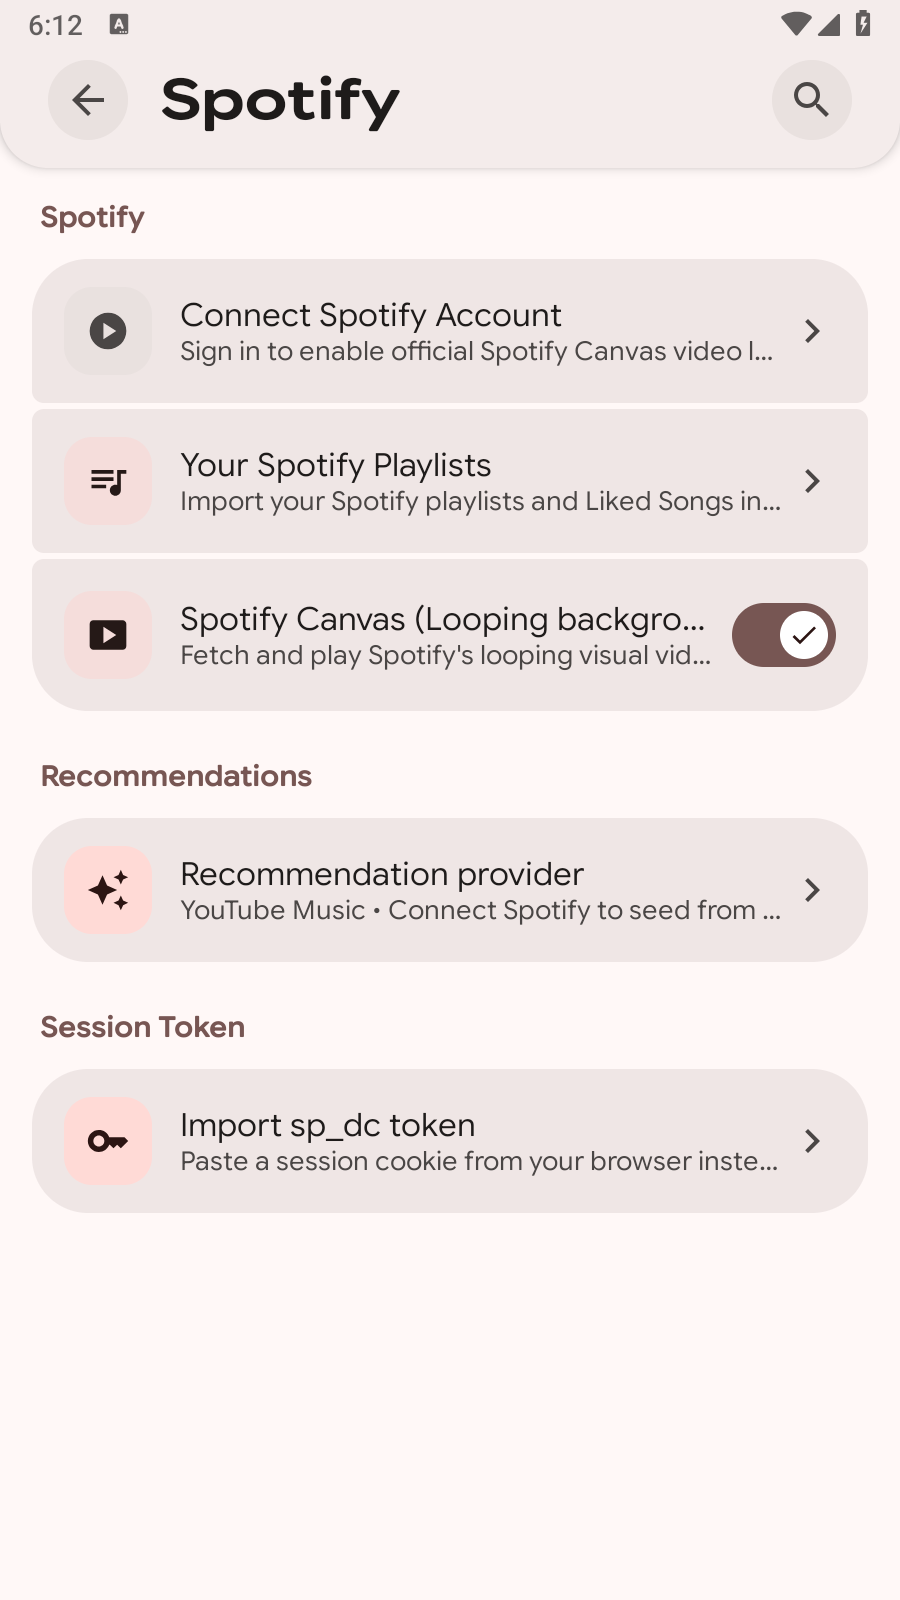 6:12
Spotify
Spotify
Connect Spotify Account
Sign in to enable official Spotify Canvas video l...
Your Spotify Playlists
Import your Spotify playlists and Liked Songs in...
Spotify Canvas (Looping backgro...
Fetch and play Spotify's looping visual vid...
Recommendations
Recommendation provider
YouTube Music • Connect Spotify to seed from ...
Session Token
Import sp_dc token
Paste a session cookie from your browser inste...